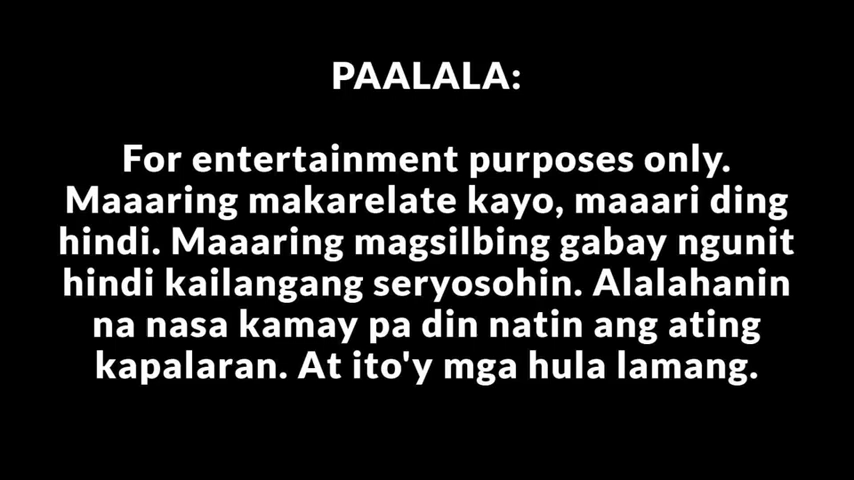 PAALALA:
For entertainment purposes only.
Maaaring makarelate kayo, maaari ding
hindi. Maaaring magsilbing gabay ngunit
hindi kailangang seryosohin. Alalahanin
na nasa kamay pa din natin ang ating
kapalaran. At ito'y mga hula lamang.